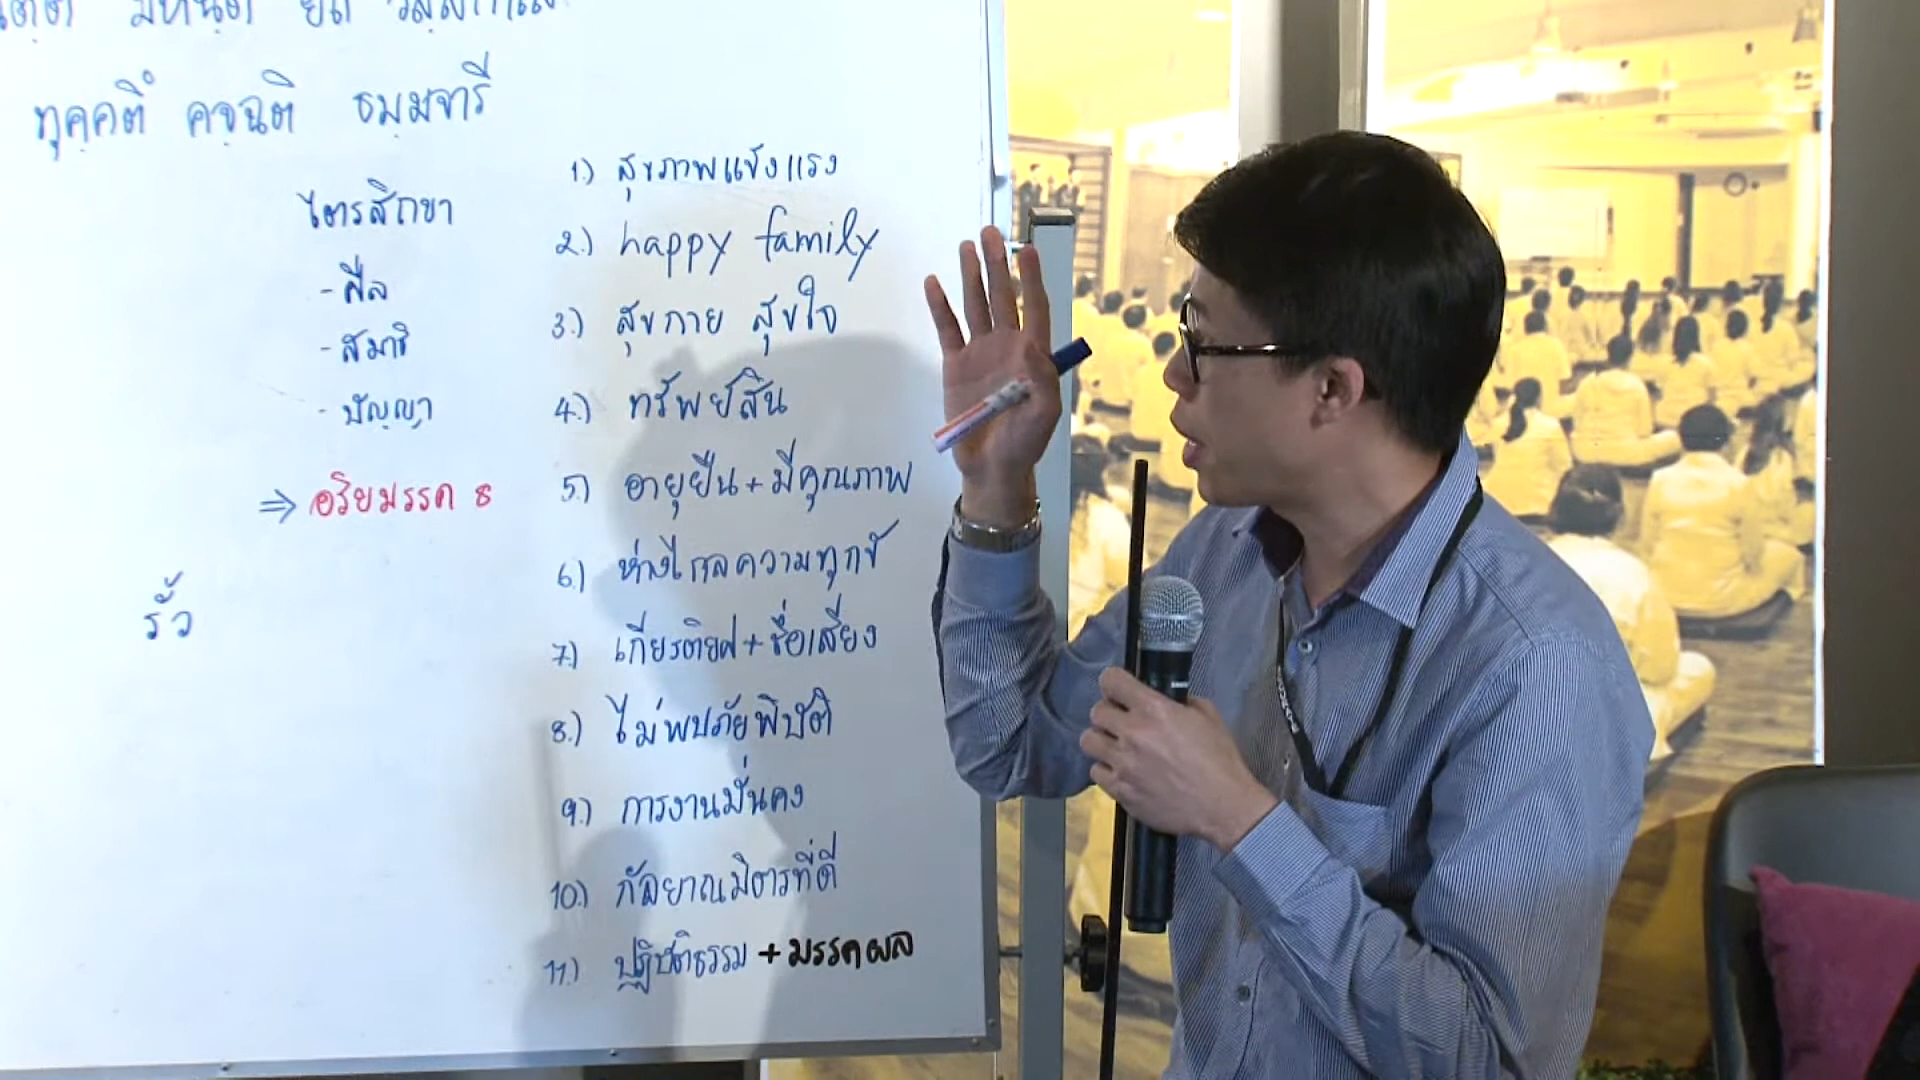 ทุคฺคตึ คจฺฉติ ธมฺมจารี
ไตรสิกขา
- ศีล
- สมาธิ
- ปัญญา
⇒ อริยมรรค 8
รั้ว
1.) สุขภาพแข็งแรง
2.) happy family
3.) สุขกาย สุขใจ
4.) ทรัพย์สิน
5.) อายุยืน + มีคุณภาพ
6.) ห่างไกลความทุกข์
7.) เกียรติยศ + ชื่อเสียง
8.) ไม่พบภัยพิบัติ
9.) การงานมั่นคง
10.) กัลยาณมิตรที่ดี
11.) ปฏิบัติธรรม + มรรคผล